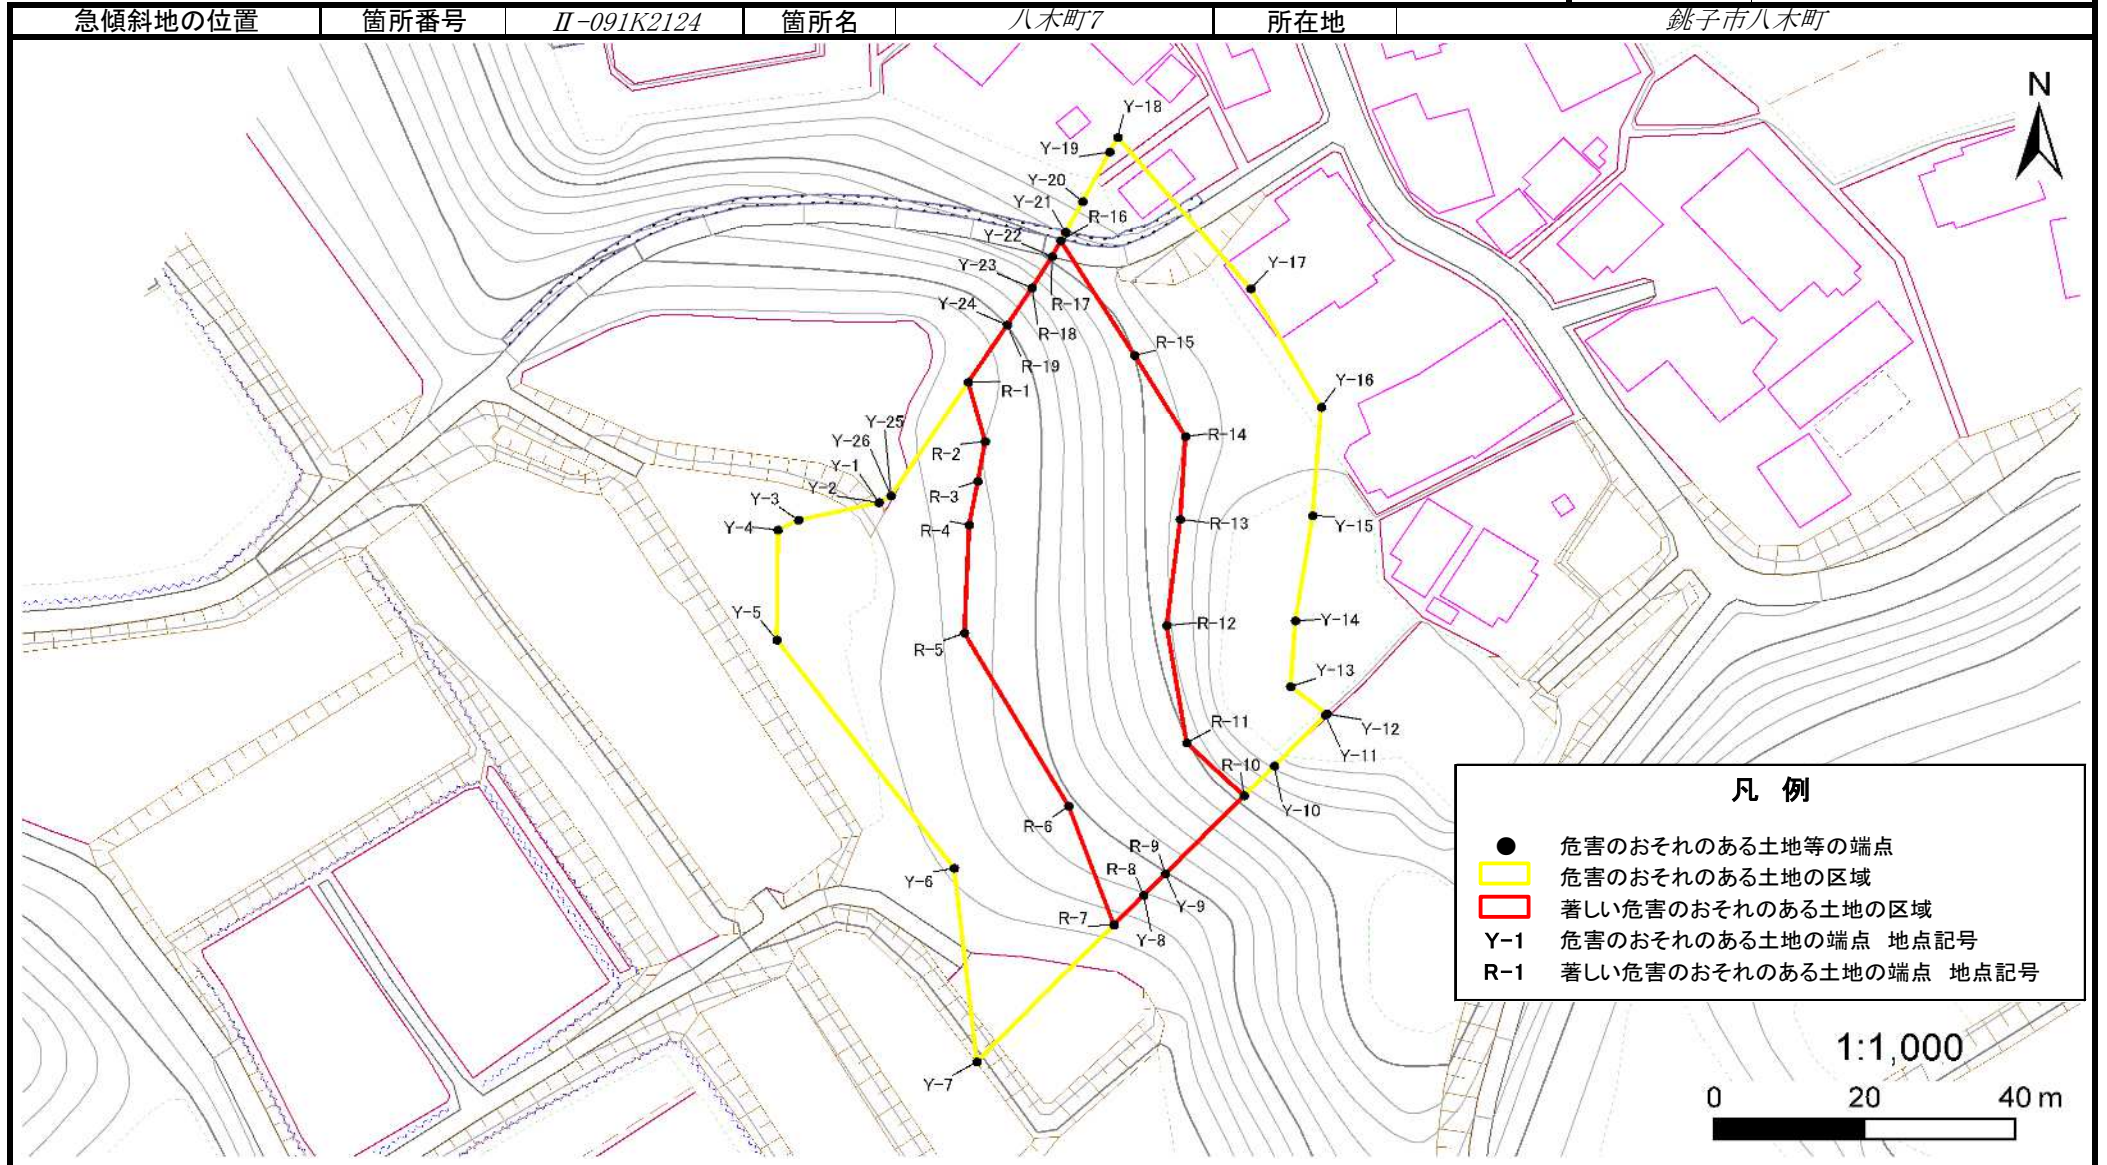 急傾斜地の位置 箇所番号 Ⅱ-091K2124 箇所名 八木町7 所在地 銚子市八木町
N
Y-18
Y-19
Y-20
Y-21
R-16
Y-22
Y-23
Y-17
R-17
Y-24
R-18
R-15
R-19
R-1
Y-16
Y-25
Y-26
R-14
R-2
Y-1
Y-2
R-3
Y-3
Y-4
R-4
R-13
Y-15
Y-14
R-12
Y-5
R-5
Y-13
Y-12
R-11
Y-11
R-10
Y-10
R-6
R-9
R-8
Y-6
Y-9
R-7
Y-8
Y-7
凡 例
危害のおそれのある土地等の端点
危害のおそれのある土地の区域
著しい危害のおそれのある土地の区域
Y-1 危害のおそれのある土地の端点 地点記号
R-1 著しい危害のおそれのある土地の端点 地点記号
1:1,000
0 20 40 m